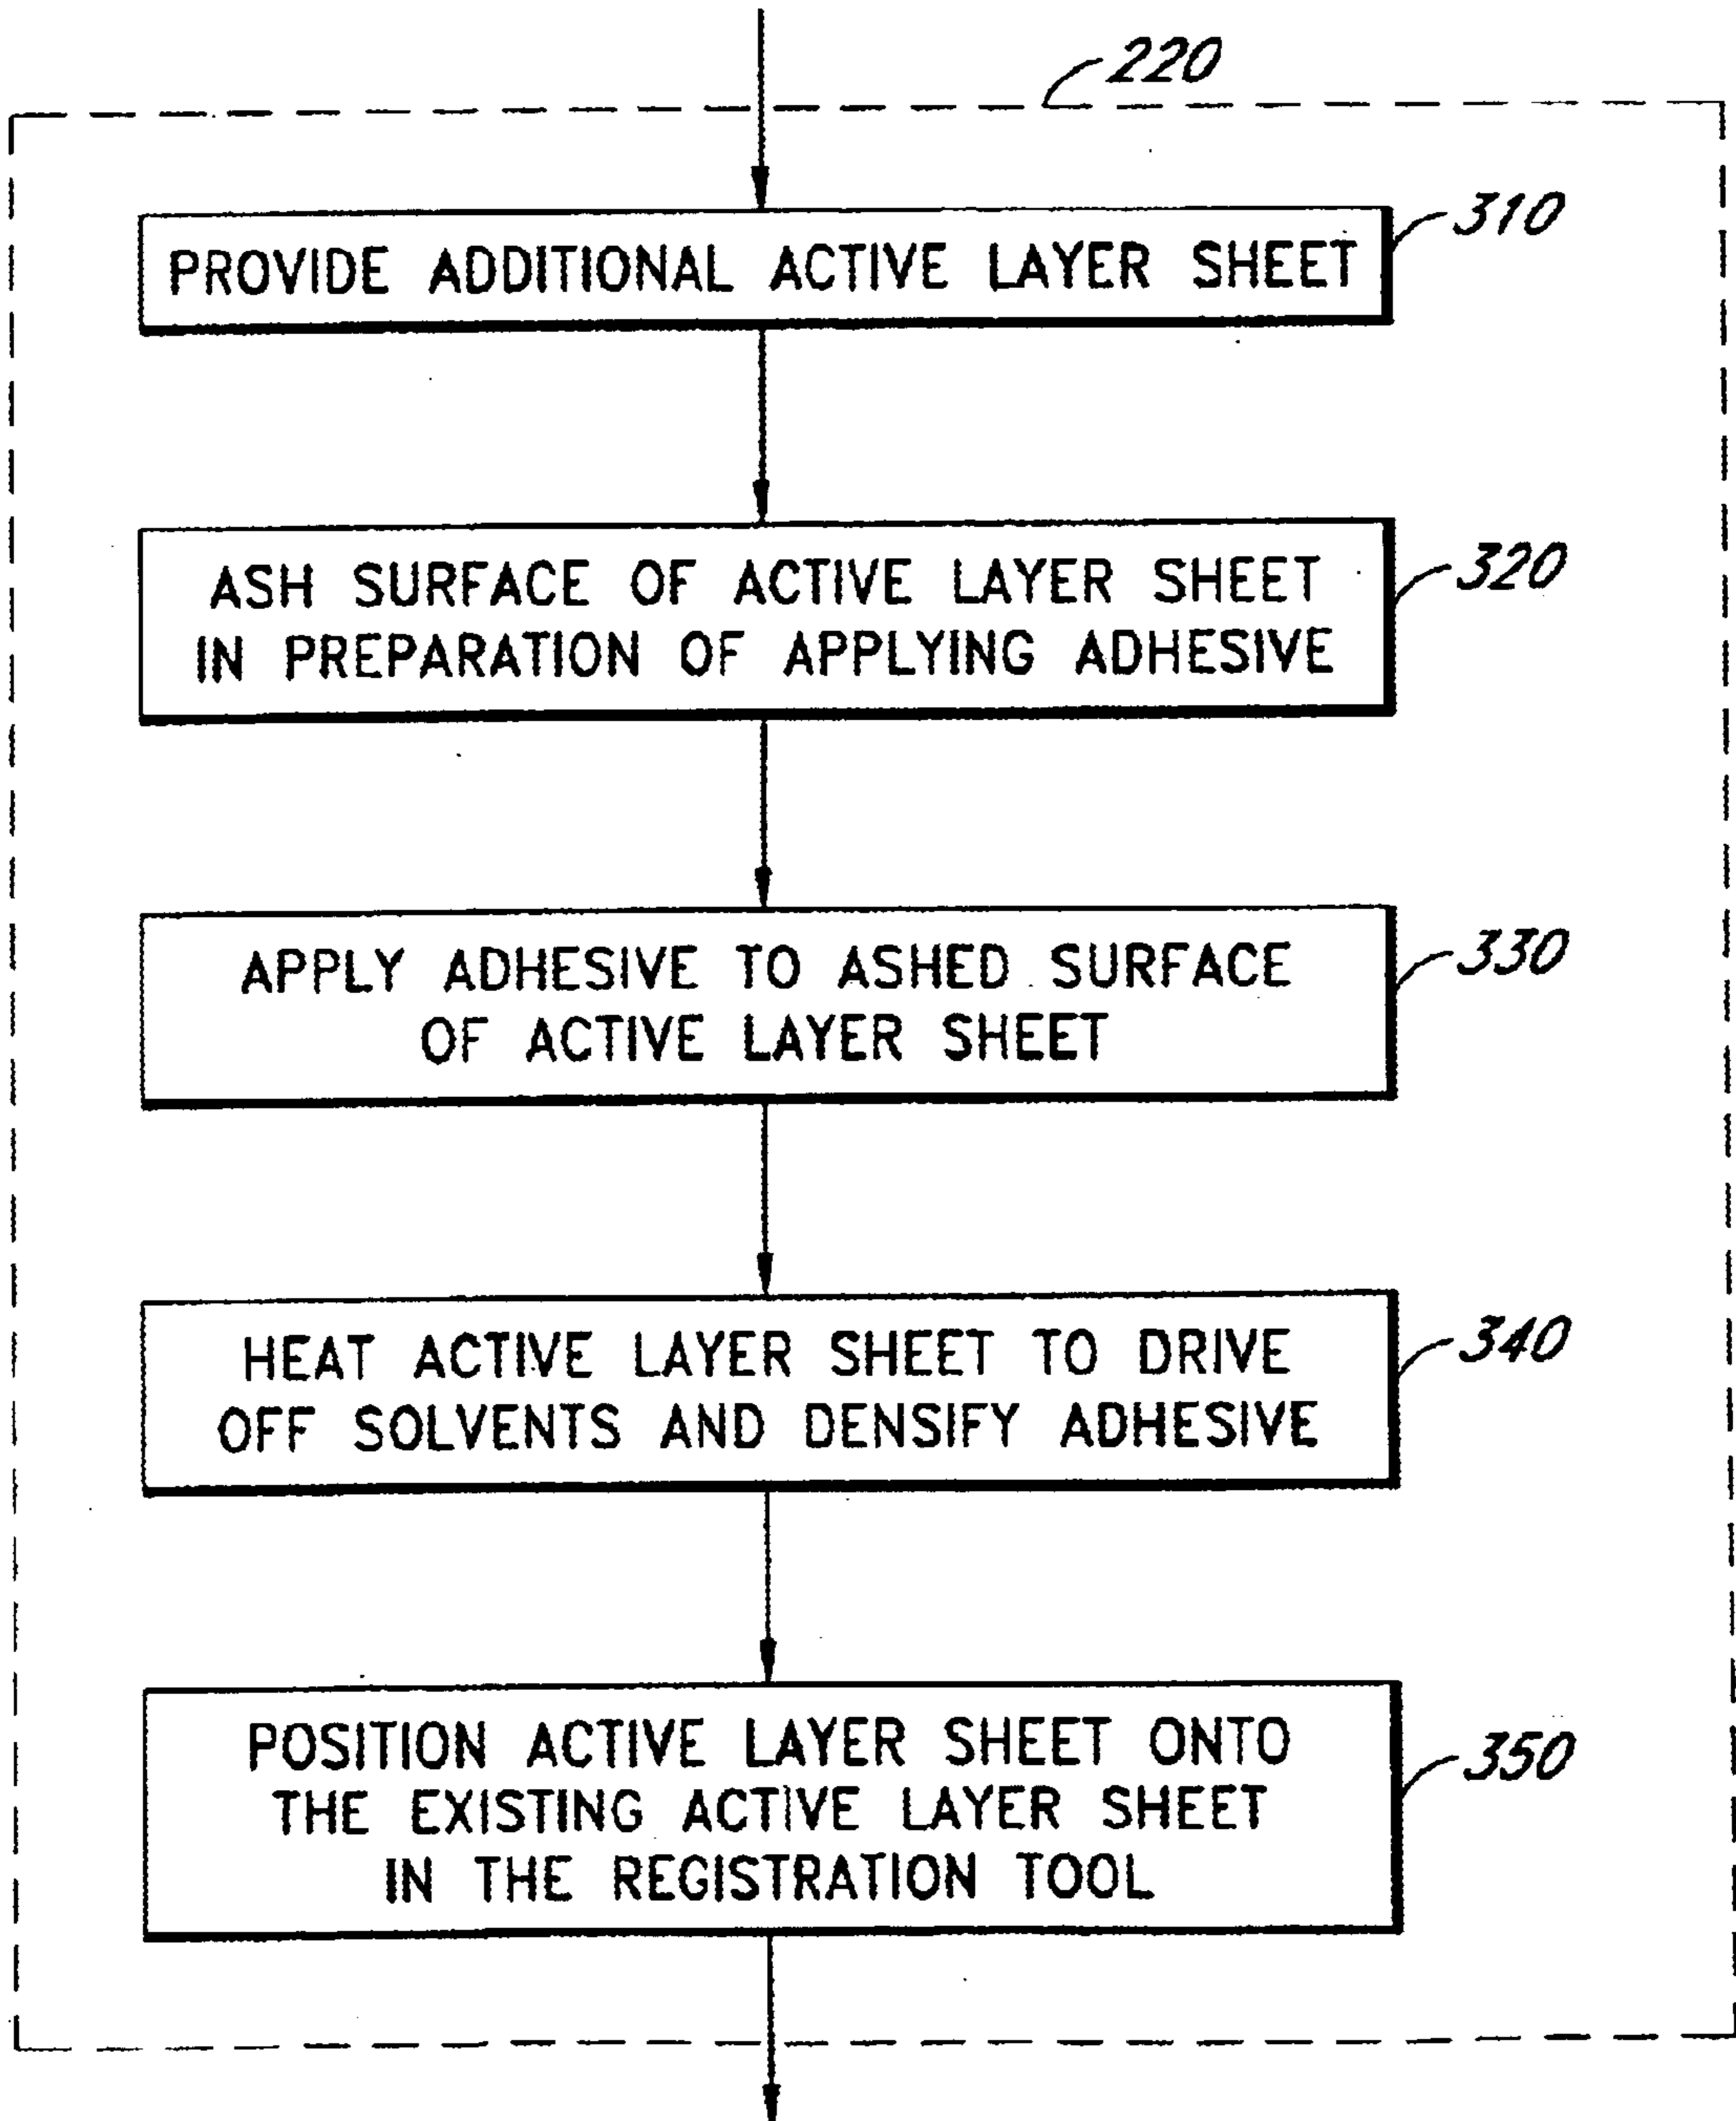 220
PROVIDE ADDITIONAL ACTIVE LAYER SHEET
310
ASH SURFACE OF ACTIVE LAYER SHEET
IN PREPARATION OF APPLYING ADHESIVE
320
APPLY ADHESIVE TO ASHED SURFACE
OF ACTIVE LAYER SHEET
330
HEAT ACTIVE LAYER SHEET TO DRIVE
OFF SOLVENTS AND DENSIFY ADHESIVE
340
POSITION ACTIVE LAYER SHEET ONTO
THE EXISTING ACTIVE LAYER SHEET
IN THE REGISTRATION TOOL
350